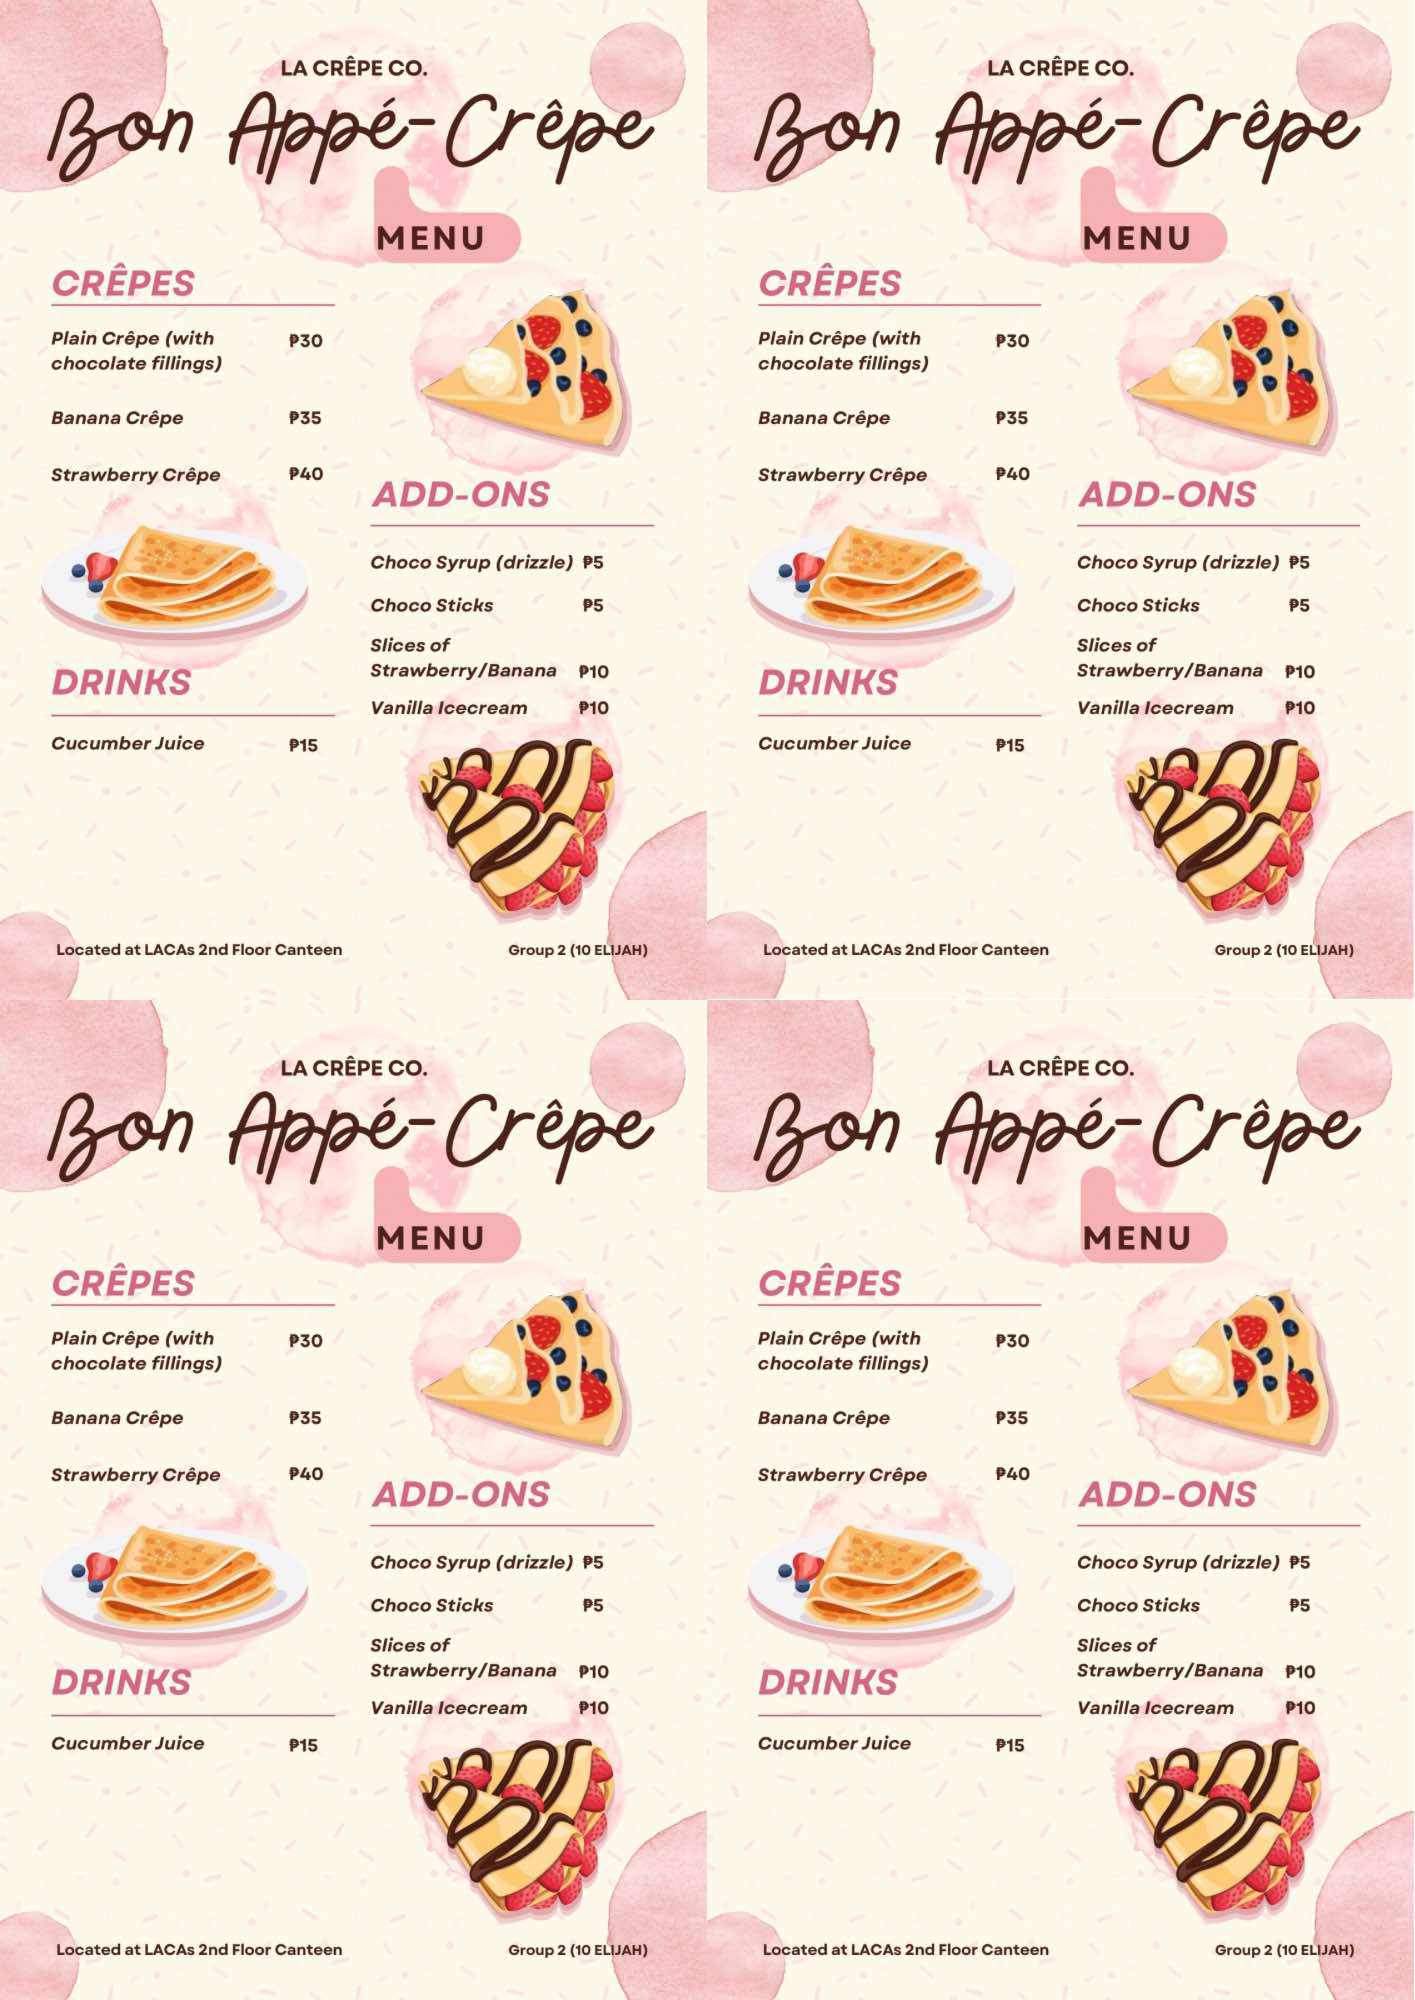 LA CRÊPE CO.
Bon Appé-Crêpe
MENU
CRÊPES
Plain Crêpe (with ₱30
chocolate fillings)
Banana Crêpe ₱35
Strawberry Crêpe ₱40
DRINKS
Cucumber Juice ₱15
ADD-ONS
Choco Syrup (drizzle) ₱5
Choco Sticks ₱5
Slices of
Strawberry/Banana ₱10
Vanilla Icecream ₱10
Located at LACAs 2nd Floor Canteen
Group 2 (10 ELIJAH)
LA CRÊPE CO.
Bon Appé-Crêpe
MENU
CRÊPES
Plain Crêpe (with ₱30
chocolate fillings)
Banana Crêpe ₱35
Strawberry Crêpe ₱40
DRINKS
Cucumber Juice ₱15
ADD-ONS
Choco Syrup (drizzle) ₱5
Choco Sticks ₱5
Slices of
Strawberry/Banana ₱10
Vanilla Icecream ₱10
Located at LACAs 2nd Floor Canteen
Group 2 (10 ELIJAH)
LA CRÊPE CO.
Bon Appé-Crêpe
MENU
CRÊPES
Plain Crêpe (with ₱30
chocolate fillings)
Banana Crêpe ₱35
Strawberry Crêpe ₱40
DRINKS
Cucumber Juice ₱15
ADD-ONS
Choco Syrup (drizzle) ₱5
Choco Sticks ₱5
Slices of
Strawberry/Banana ₱10
Vanilla Icecream ₱10
Located at LACAs 2nd Floor Canteen
Group 2 (10 ELIJAH)
LA CRÊPE CO.
Bon Appé-Crêpe
MENU
CRÊPES
Plain Crêpe (with ₱30
chocolate fillings)
Banana Crêpe ₱35
Strawberry Crêpe ₱40
DRINKS
Cucumber Juice ₱15
ADD-ONS
Choco Syrup (drizzle) ₱5
Choco Sticks ₱5
Slices of
Strawberry/Banana ₱10
Vanilla Icecream ₱10
Located at LACAs 2nd Floor Canteen
Group 2 (10 ELIJAH)